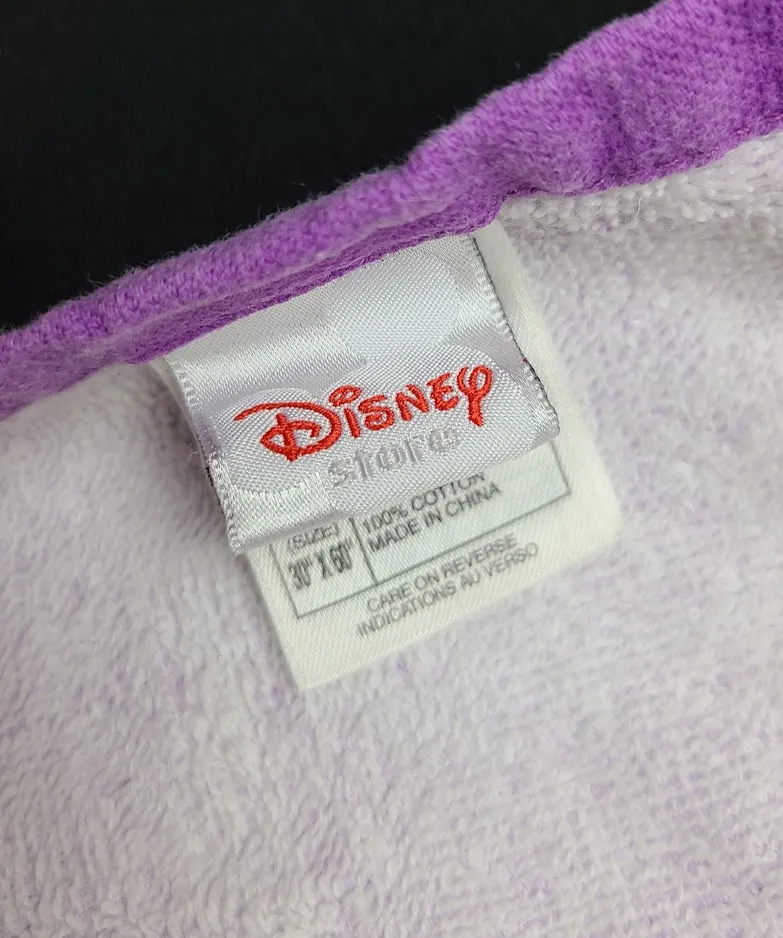 Disney
store
(SIZE)
30" X 60"
100% COTTON
MADE IN CHINA
CARE ON REVERSE
INDICATIONS AU VERSO